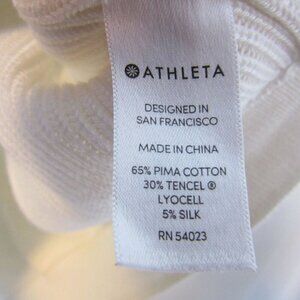 ATHLETA
DESIGNED IN
SAN FRANCISCO
MADE IN CHINA
65% PIMA COTTON
30% TENCEL ®
LYOCELL
5% SILK
RN 54023